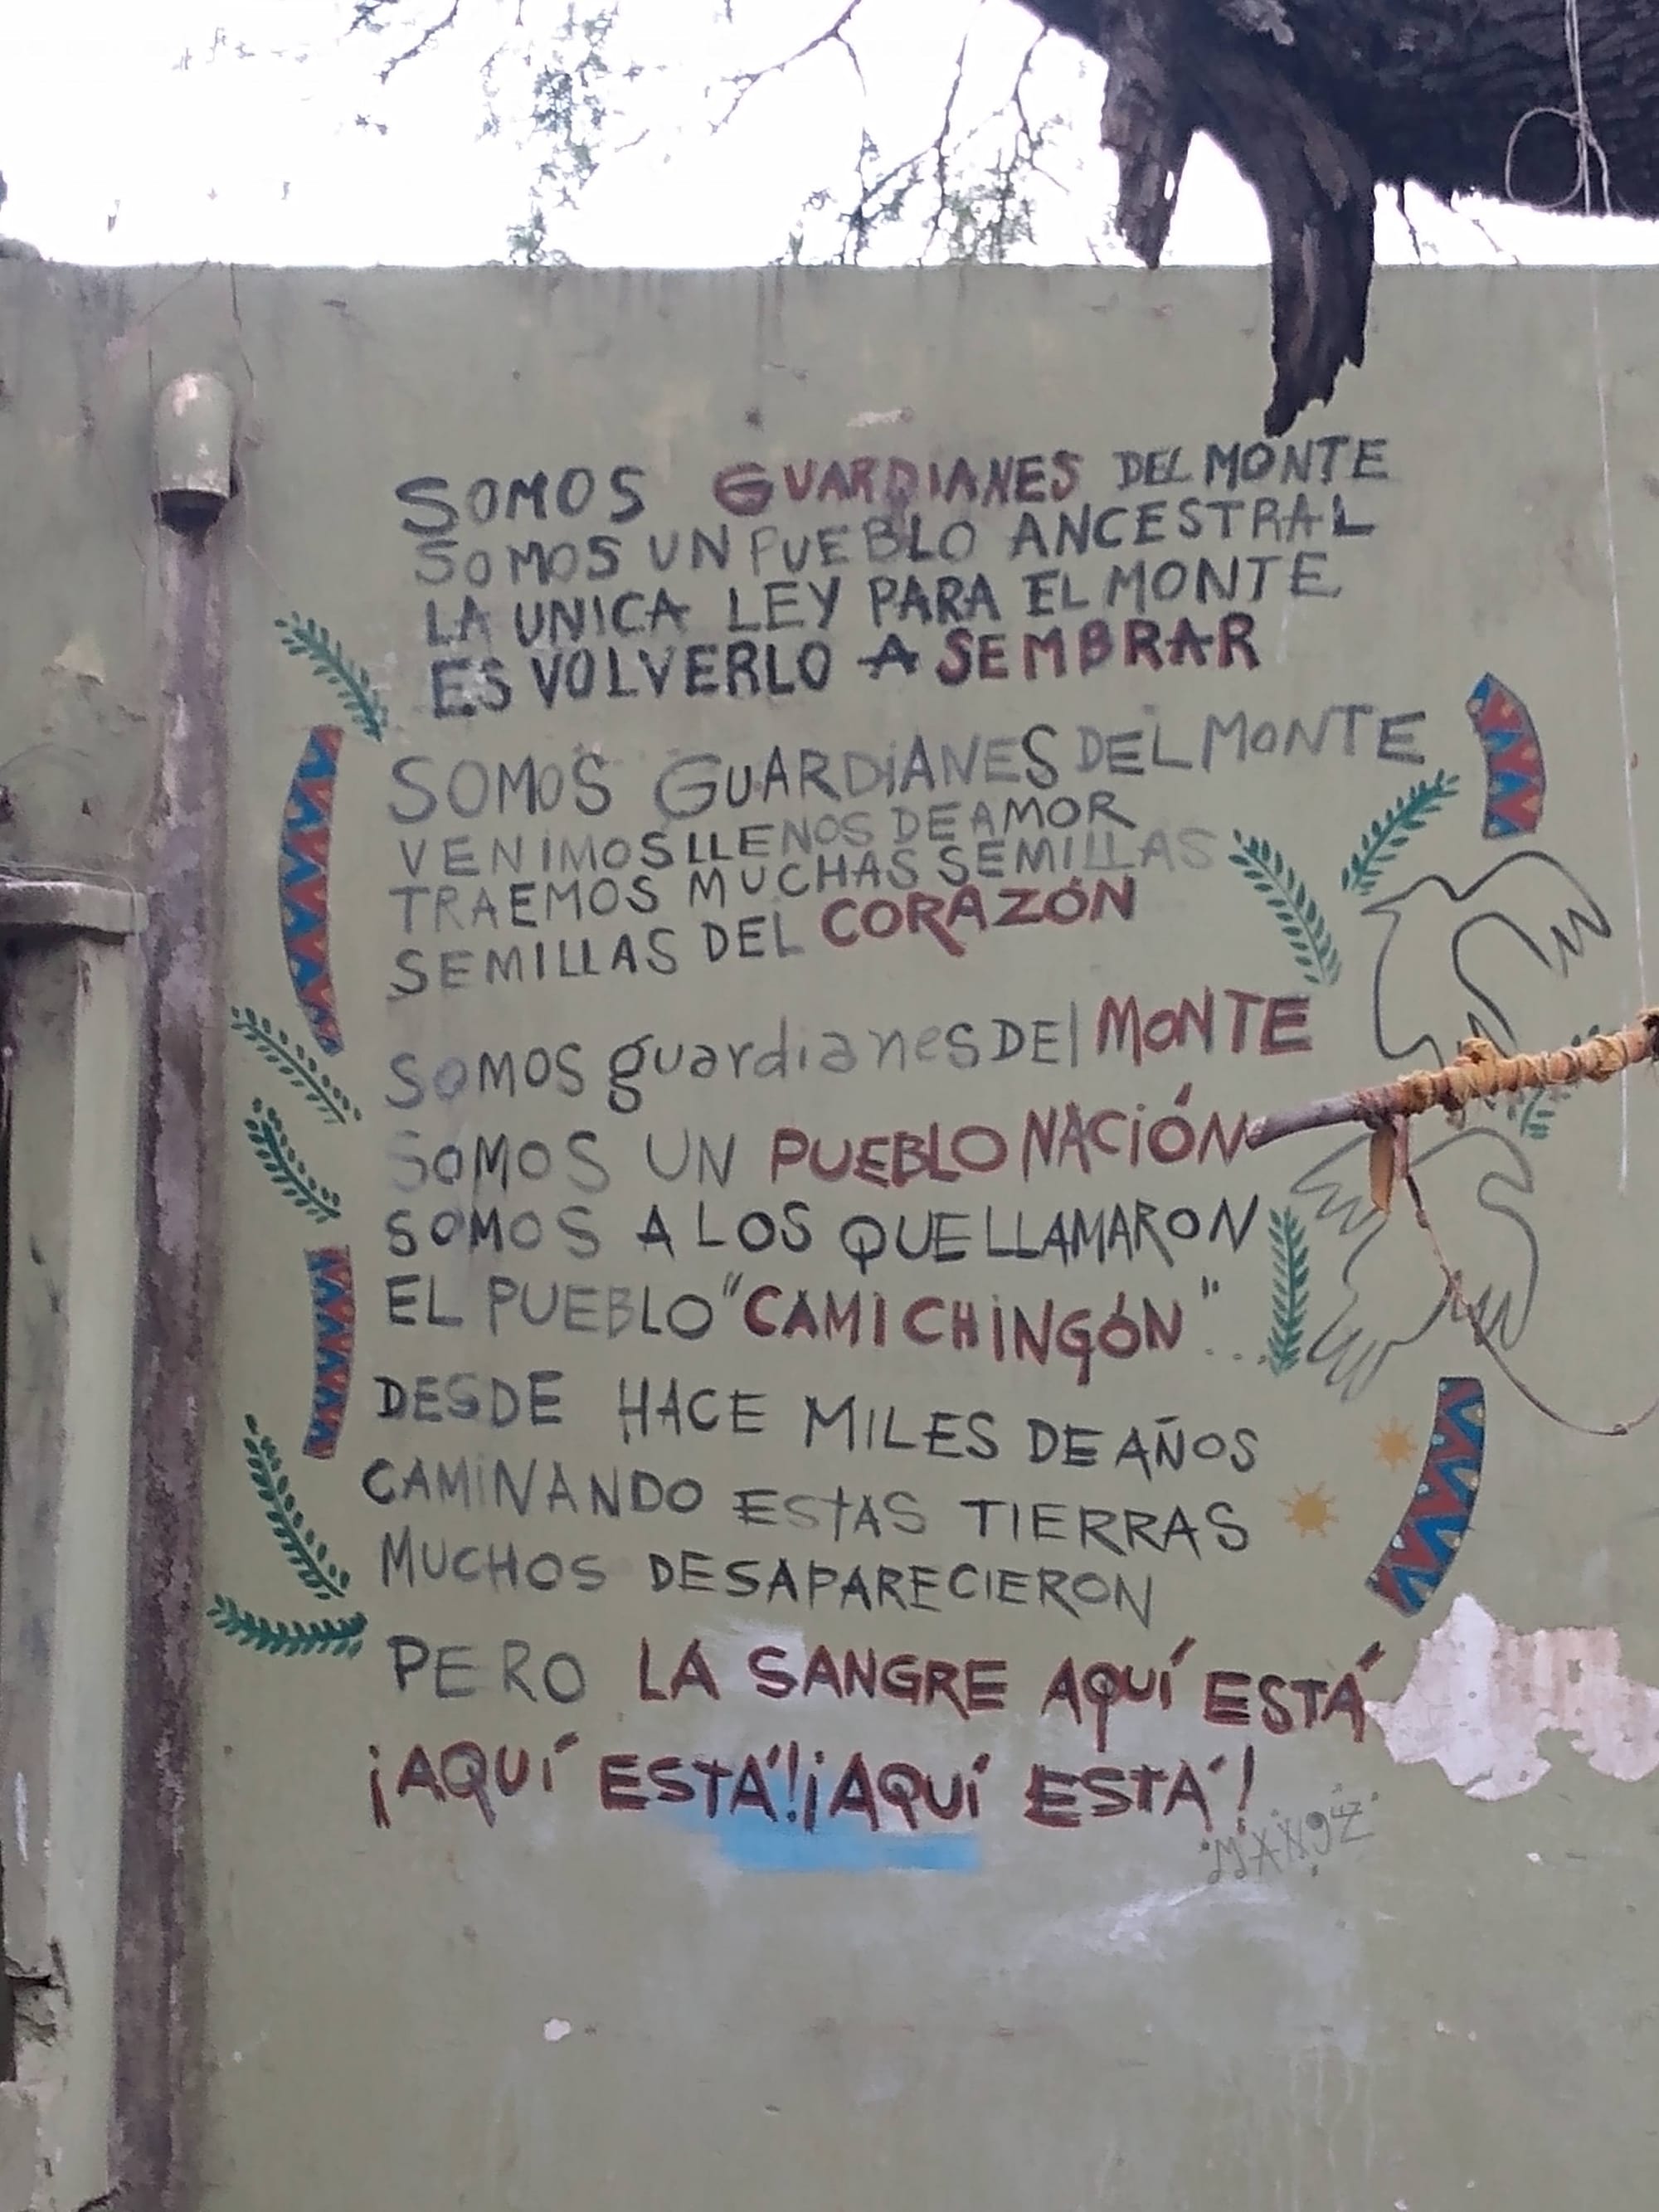 SOMOS GUARDIANES DEL MONTE
SOMOS UN PUEBLO ANCESTRAL
LA UNICA LEY PARA EL MONTE
ES VOLVERLO A SEMBRAR
SOMOS GUARDIANES DEL MONTE
VENIMOS LLENOS DE AMOR
TRAEMOS MUCHAS SEMILLAS
SEMILLAS DEL CORAZÓN
SOMOS guardianes DEl MONTE
SOMOS UN PUEBLO NACIÓN
SOMOS A LOS QUE LLAMARON
EL PUEBLO "CAMICHINGÓN"...
DESDE HACE MILES DE AÑOS
CAMINANDO ESTAS TIERRAS
MUCHOS DESAPARECIERON
PERO LA SANGRE AQUÍ ESTÁ
¡AQUÍ ESTÁ! ¡AQUÍ ESTÁ!